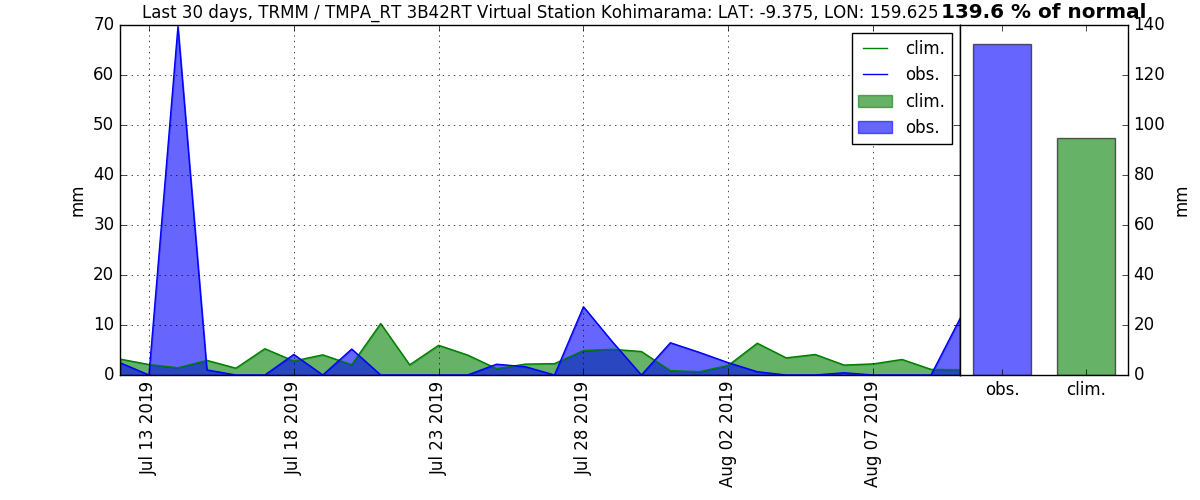 Last 30 days, TRMM / TMPA_RT 3B42RT Virtual Station Kohimarama: LAT: -9.375, LON: 159.625 139.6 % of normal
70
60
50
40
30
20
10
0
mm
clim.
obs.
clim.
obs.
140
120
100
80
60
40
20
0
mm
Jul 13 2019
Jul 18 2019
Jul 23 2019
Jul 28 2019
Aug 02 2019
Aug 07 2019
obs. clim.